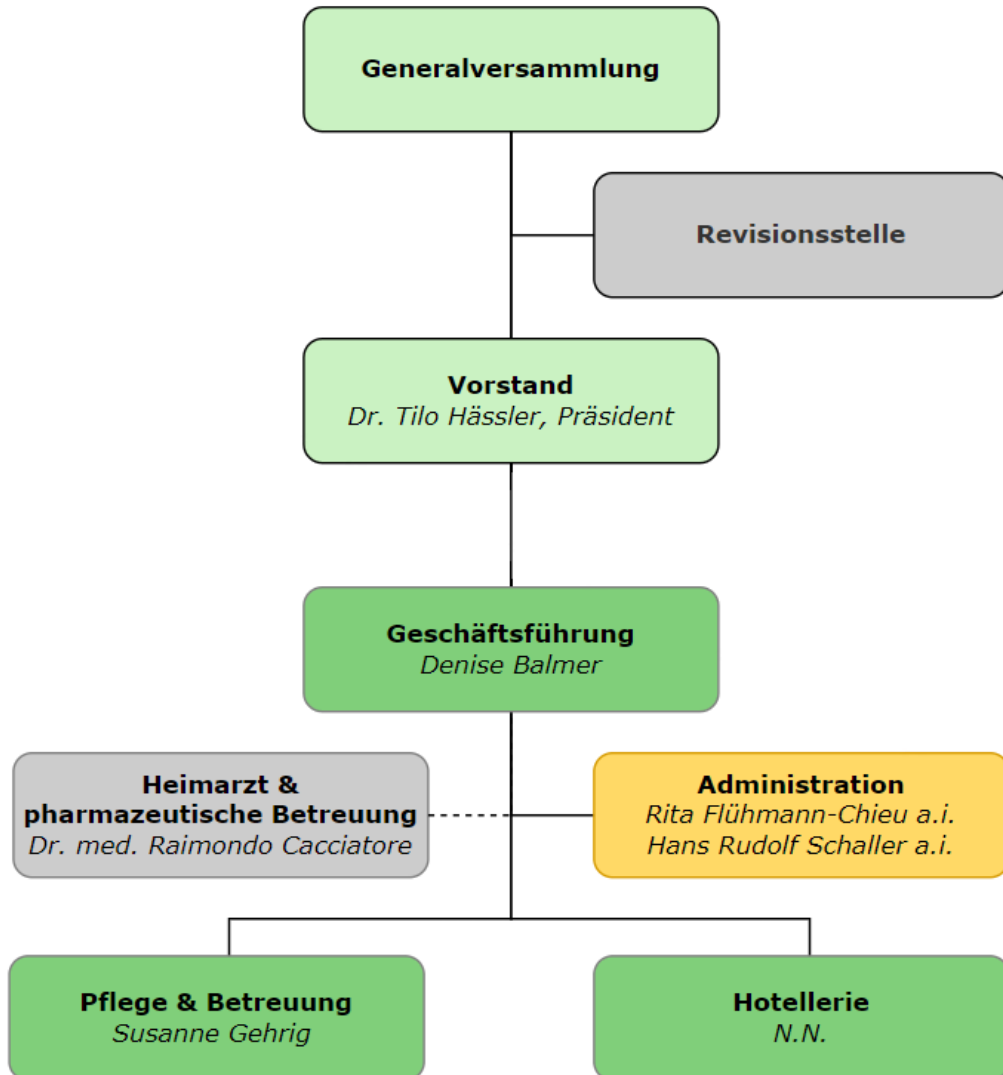 Generalversammlung
Revisionsstelle
Vorstand
Dr. Tilo Hässler, Präsident
Geschäftsführung
Denise Balmer
Heimarzt &
pharmazeutische Betreuung
Dr. med. Raimondo Cacciatore
Administration
Rita Flühmann-Chieu a.i.
Hans Rudolf Schaller a.i.
Pflege & Betreuung
Susanne Gehrig
Hotellerie
N.N.